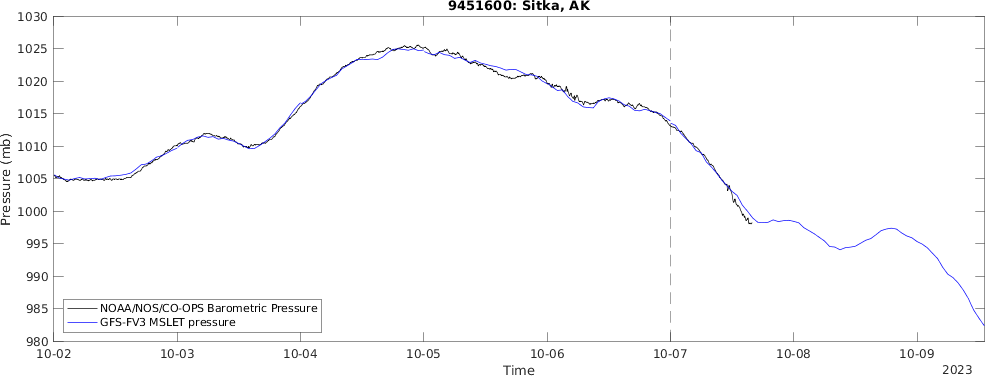 9451600: Sitka, AK
Pressure (mb)
1030
1025
1020
1015
1010
1005
1000
995
990
985
980
NOAA/NOS/CO-OPS Barometric Pressure
GFS-FV3 MSLET pressure
10-02 10-03 10-04 10-05 10-06 10-07 10-08 10-09
Time
2023